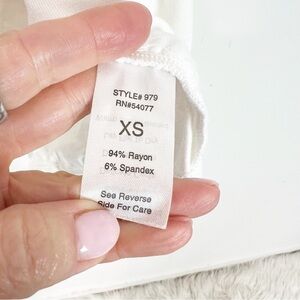 STYLE# 979
RN#54077
XS
94% Rayon
6% Spandex
See Reverse
Side For Care